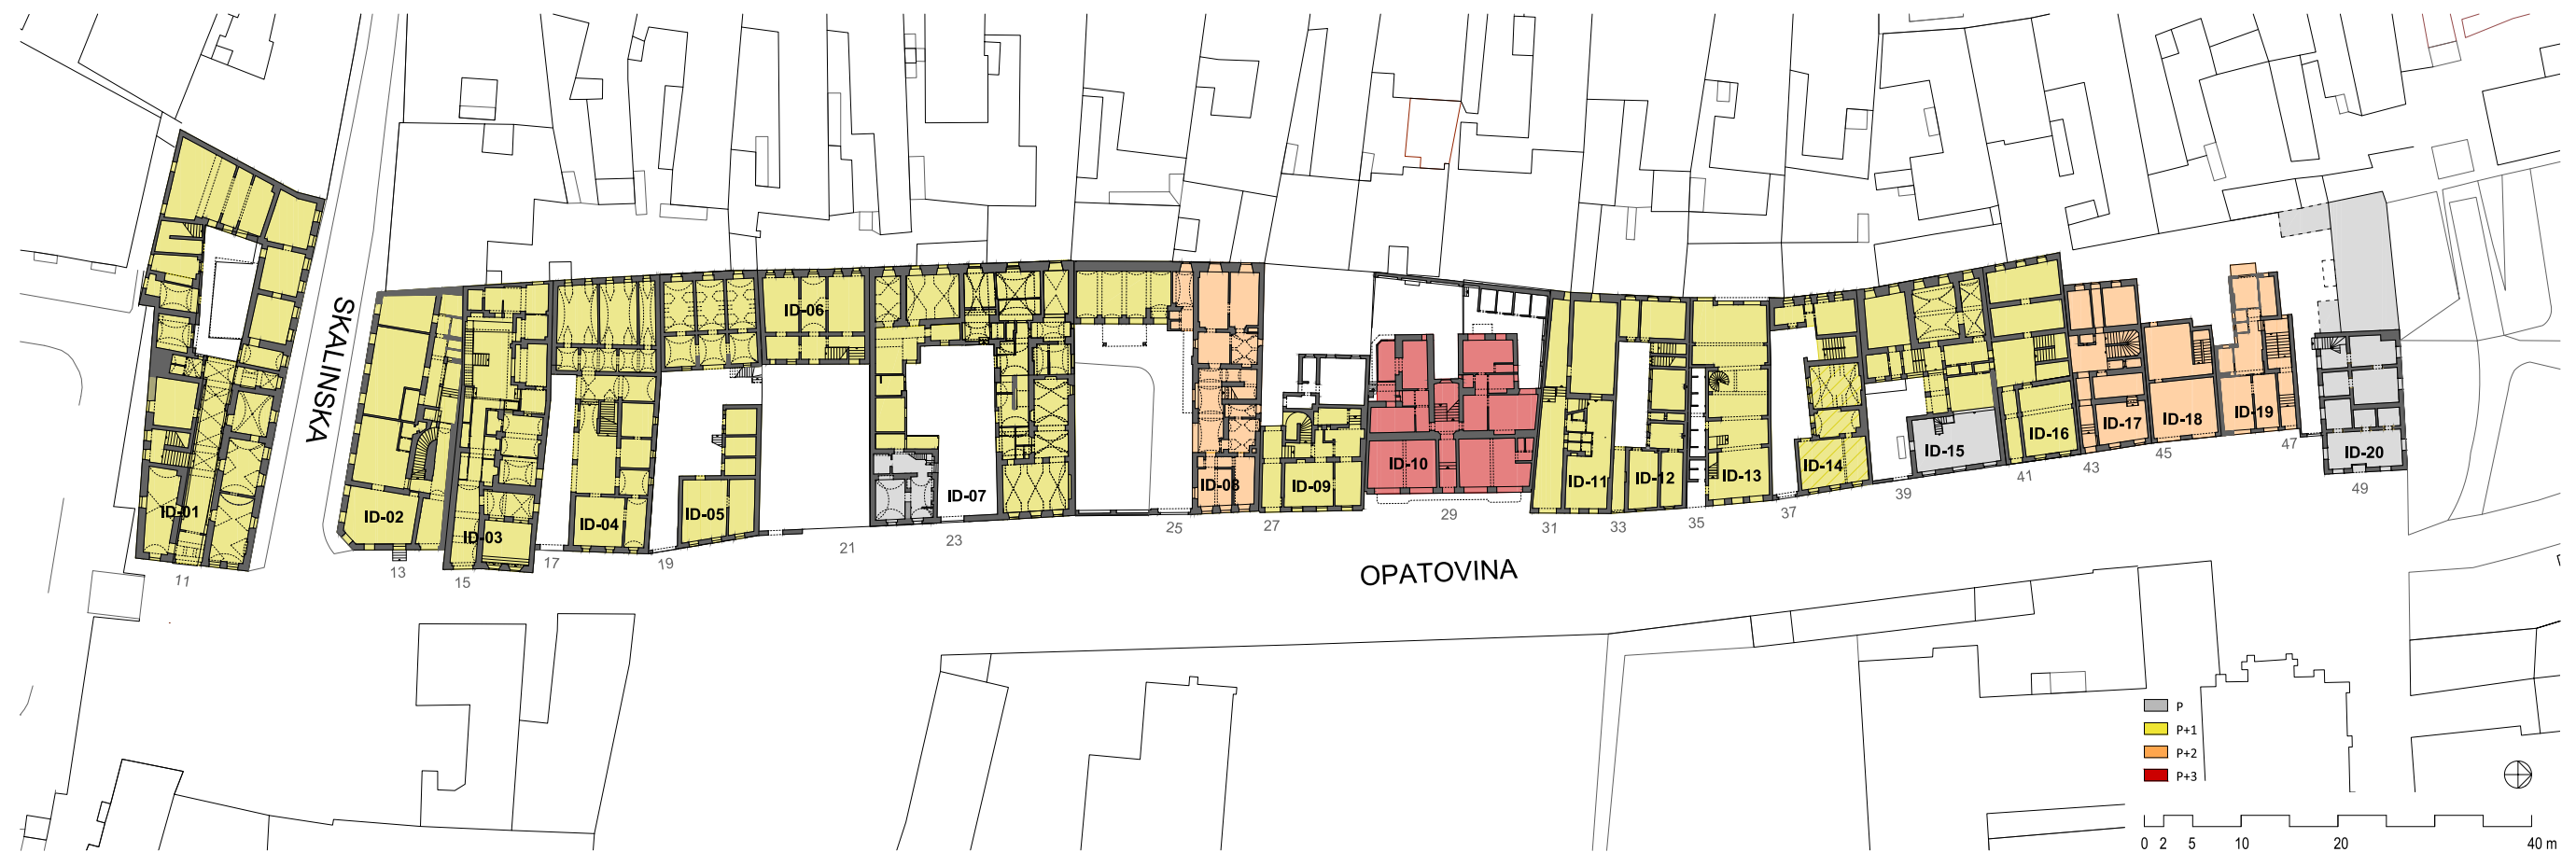 SKALINSKA
OPATOVINA
ID-01
ID-02
ID-03
ID-04
ID-05
ID-06
ID-07
ID-08
ID-09
ID-10
ID-11
ID-12
ID-13
ID-14
ID-15
ID-16
ID-17
ID-18
ID-19
ID-20
11
13
15
17
19
21
23
25
27
29
31
33
35
37
39
41
43
45
47
49
P
P+1
P+2
P+3
0 2 5 10 20 40 m